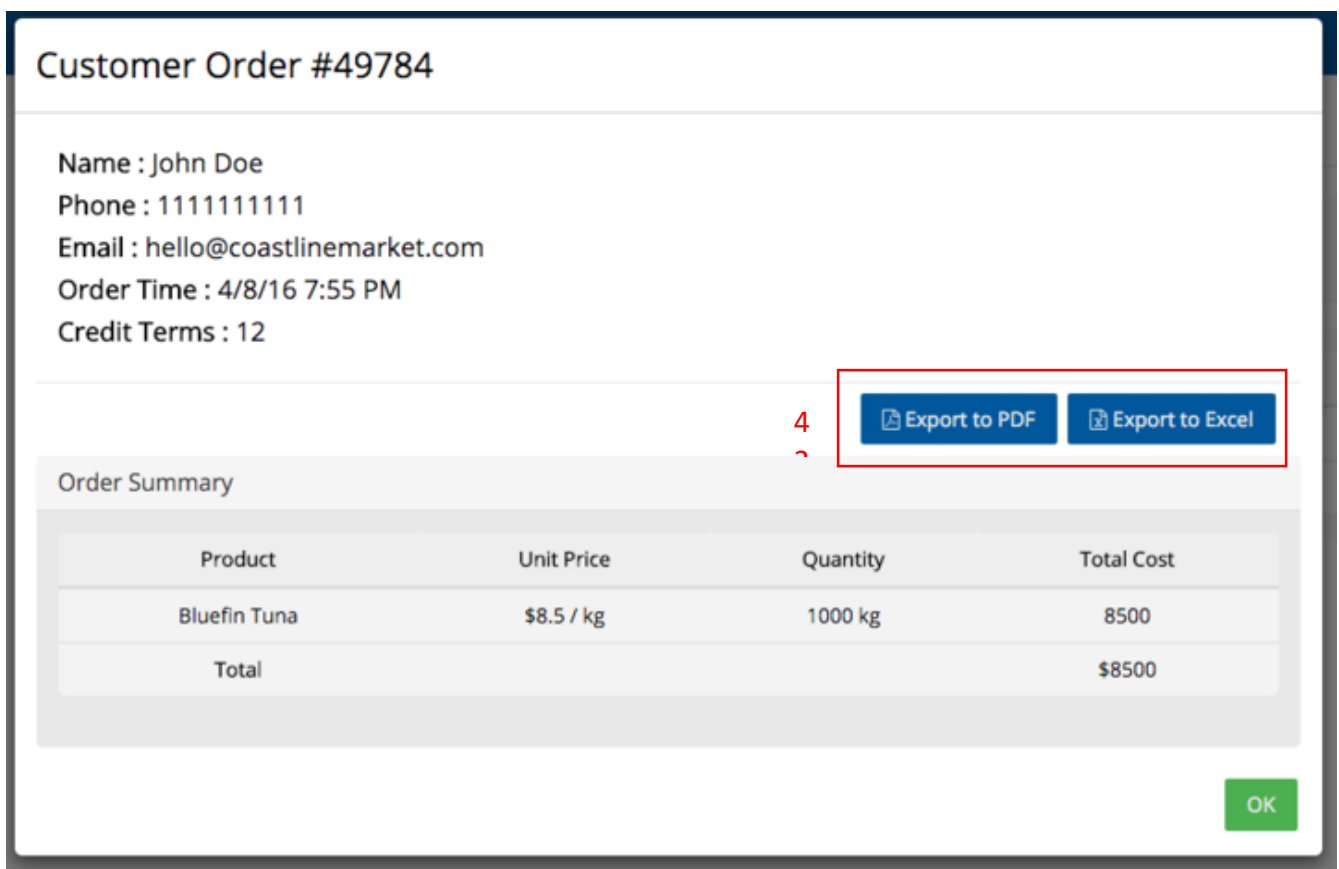 Customer Order #49784
Name : John Doe
Phone : 1111111111
Email : hello@coastlinemarket.com
Order Time : 4/8/16 7:55 PM
Credit Terms : 12
4 Export to PDF Export to Excel
Order Summary
Product Unit Price Quantity Total Cost
Bluefin Tuna $8.5 / kg 1000 kg 8500
Total $8500
OK